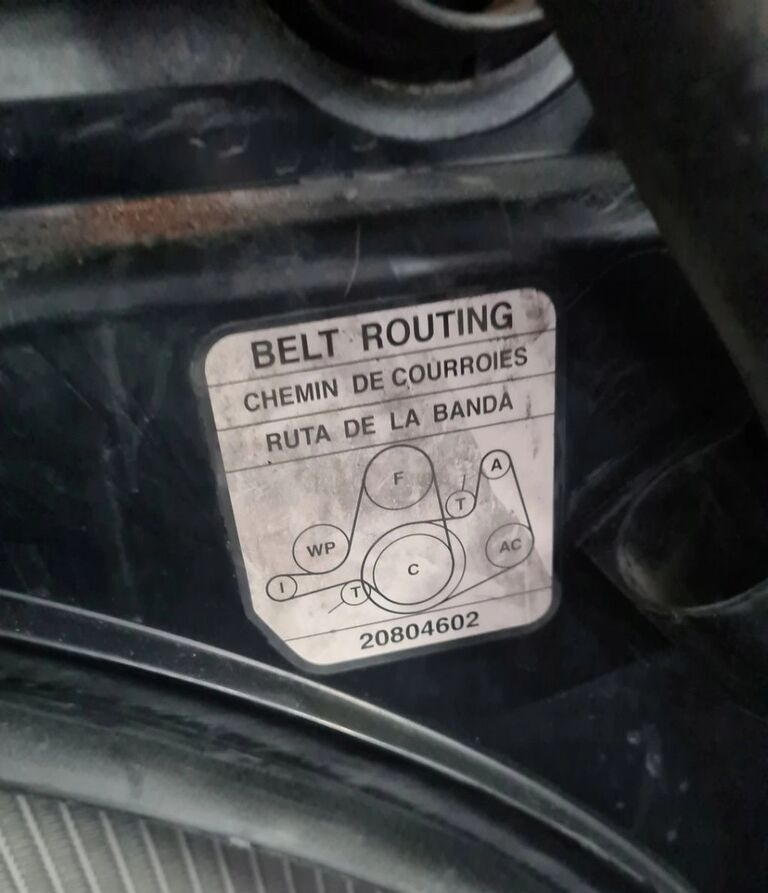 BELT ROUTING
CHEMIN DE COURROIES
RUTA DE LA BANDA
F
A
T
WP
AC
C
I
T
20804602